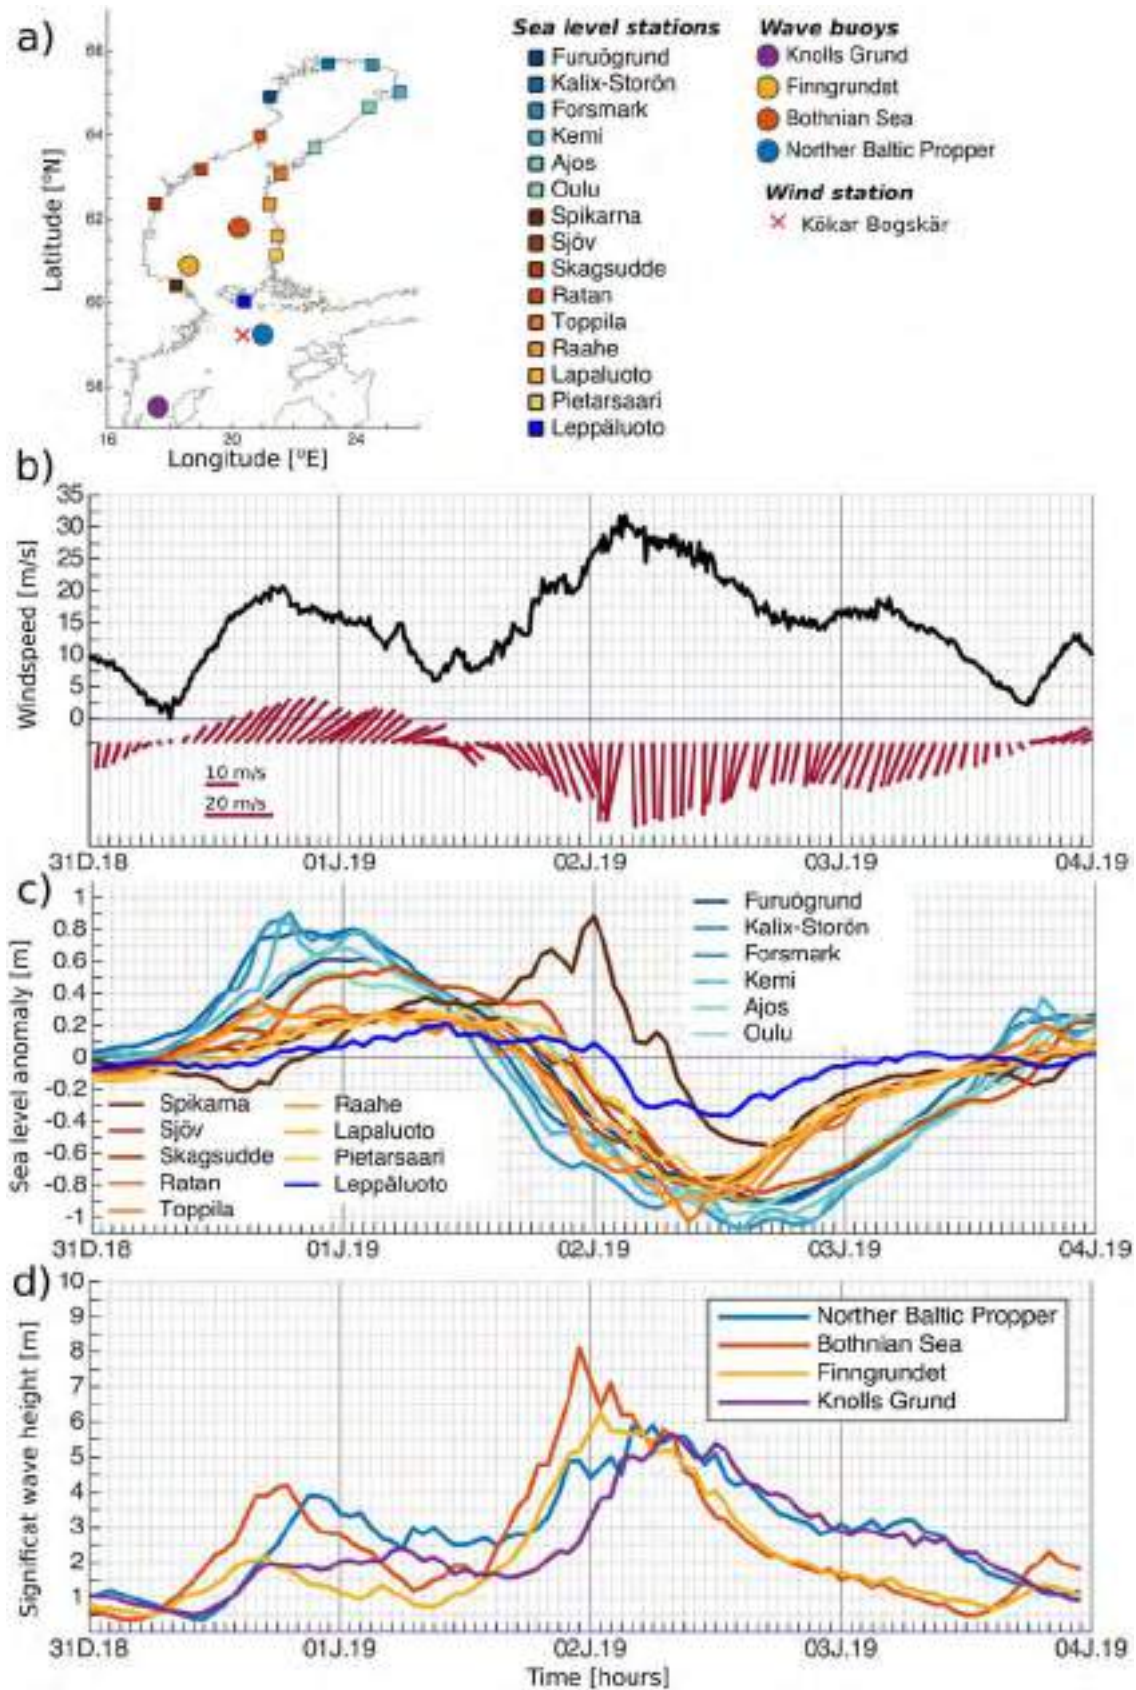 a)
68
64
62
60
58
16
20
24
Latitude [ºN]
Longitude [ºE]
Sea level stations
Furuögrund
Kalix-Storön
Forsmark
Kemi
Ajos
Oulu
Spikarna
Sjöv
Skagsudde
Ratan
Toppila
Raahe
Lapaluoto
Pietarsaari
Leppäluoto
Wave buoys
Knolls Grund
Finngrundet
Bothnian Sea
Norther Baltic Propper
Wind station
Kökar Bogskär
b)
Windspeed [m/s]
35
30
25
20
15
10
5
0
10 m/s
20 m/s
31D.18 01J.19 02J.19 03J.19 04J.19
c)
Sea level anomaly [m]
1
0.8
0.6
0.4
0.2
0
-0.2
-0.4
-0.6
-0.8
-1
Furuögrund
Kalix-Storön
Forsmark
Kemi
Ajos
Oulu
Spikarna
Sjöv
Skagsudde
Ratan
Toppila
Raahe
Lapaluoto
Pietarsaari
Leppäluoto
31D.18 01J.19 02J.19 03J.19 04J.19
d)
Significat wave height [m]
10
9
8
7
6
5
4
3
2
1
Norther Baltic Propper
Bothnian Sea
Finngrundet
Knolls Grund
31D.18 01J.19 02J.19 03J.19 04J.19
Time [hours]